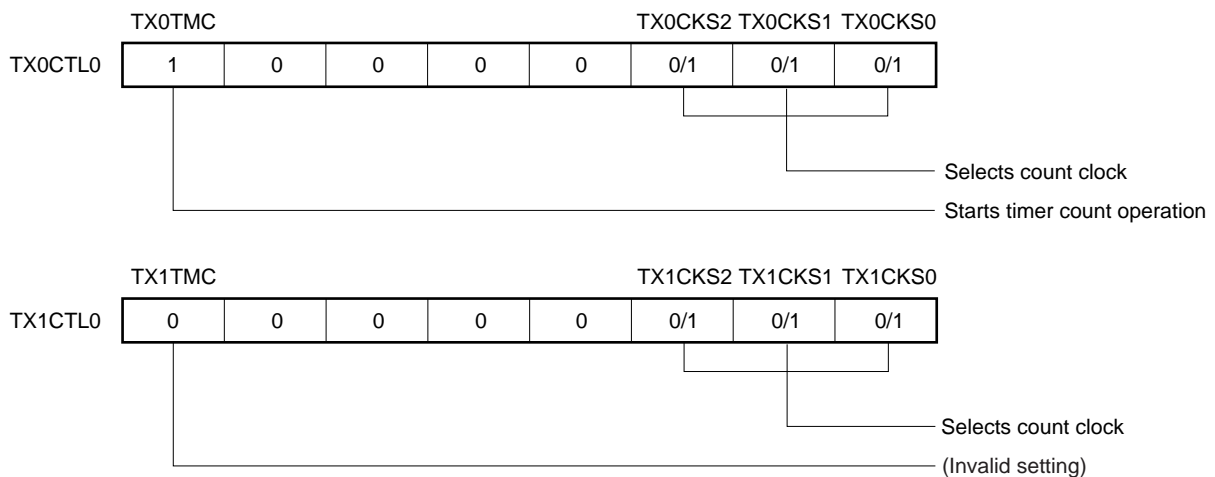 TX0TMC TX0CKS2 TX0CKS1 TX0CKS0
TX0CTL0 1 0 0 0 0 0/1 0/1 0/1
Selects count clock
Starts timer count operation
TX1TMC TX1CKS2 TX1CKS1 TX1CKS0
TX1CTL0 0 0 0 0 0 0/1 0/1 0/1
Selects count clock
(Invalid setting)